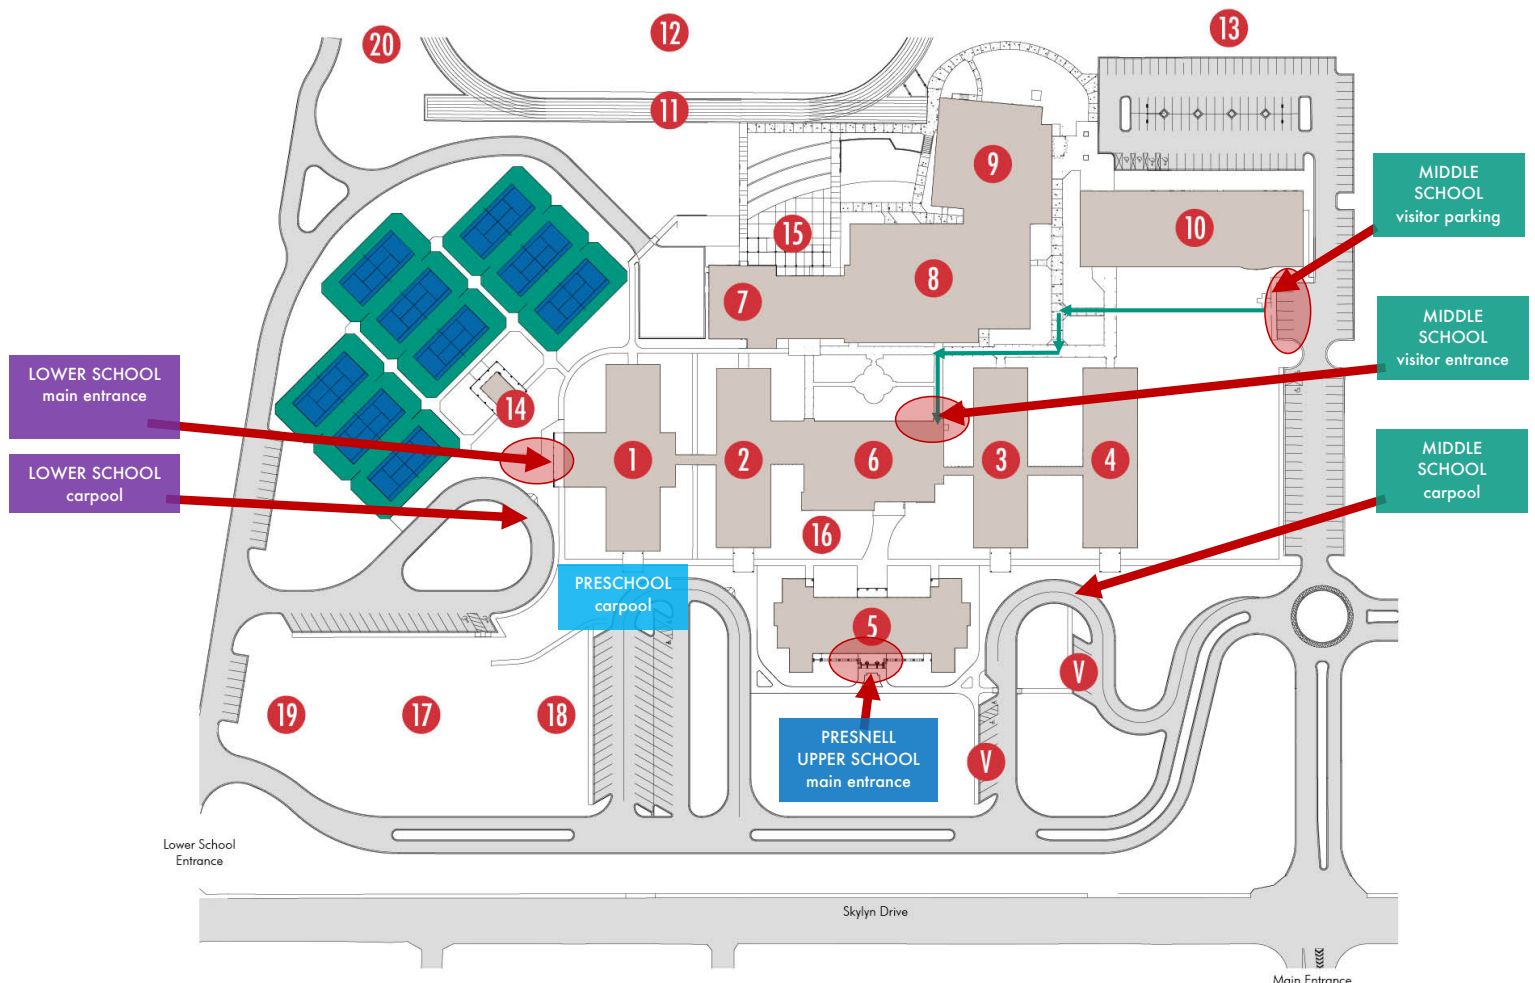 12
13
20
11
9
MIDDLE
SCHOOL
visitor parking
10
15
8
7
MIDDLE
SCHOOL
visitor entrance
LOWER SCHOOL
main entrance
14
1
2
6
3
4
LOWER SCHOOL
carpool
MIDDLE
SCHOOL
carpool
16
PRESCHOOL
carpool
5
V
19
17
18
PRESNELL
UPPER SCHOOL
main entrance
V
Lower School
Entrance
Skylyn Drive
Main Entrance